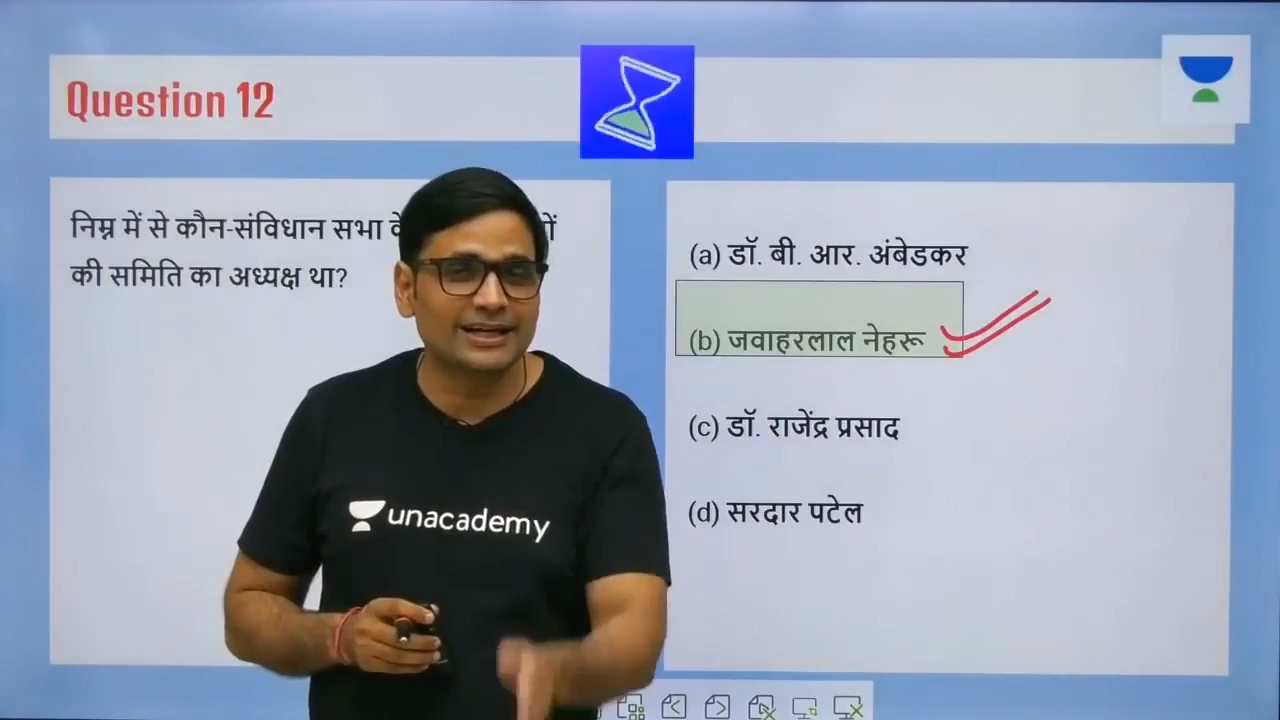 Question 12
निम्न में से कौन-संविधान सभा
की समिति का अध्यक्ष था?
(a) डॉ. बी. आर. अंबेडकर
(b) जवाहरलाल नेहरू
(c) डॉ. राजेंद्र प्रसाद
(d) सरदार पटेल
unacademy